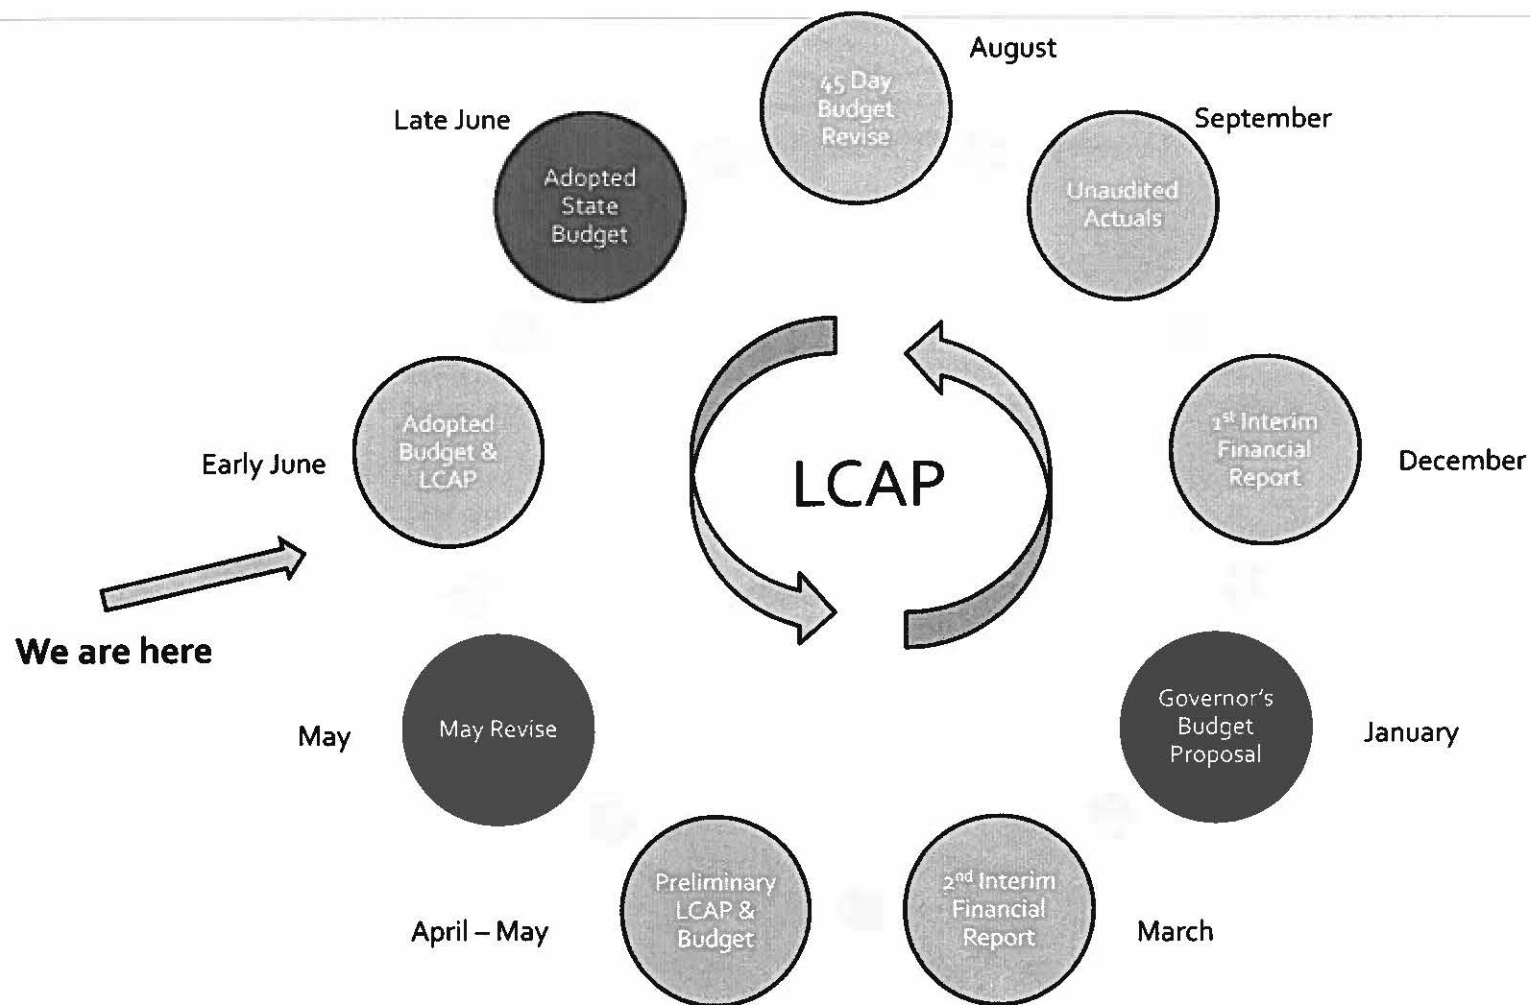 August
45 Day
Budget
Revise
September
Unaudited
Actuals
December
1st Interim
Financial
Report
January
Governor's
Budget
Proposal
March
2nd Interim
Financial
Report
April – May
Preliminary
LCAP &
Budget
May
May Revise
We are here
Early June
Adopted
Budget &
LCAP
Late June
Adopted
State
Budget
LCAP